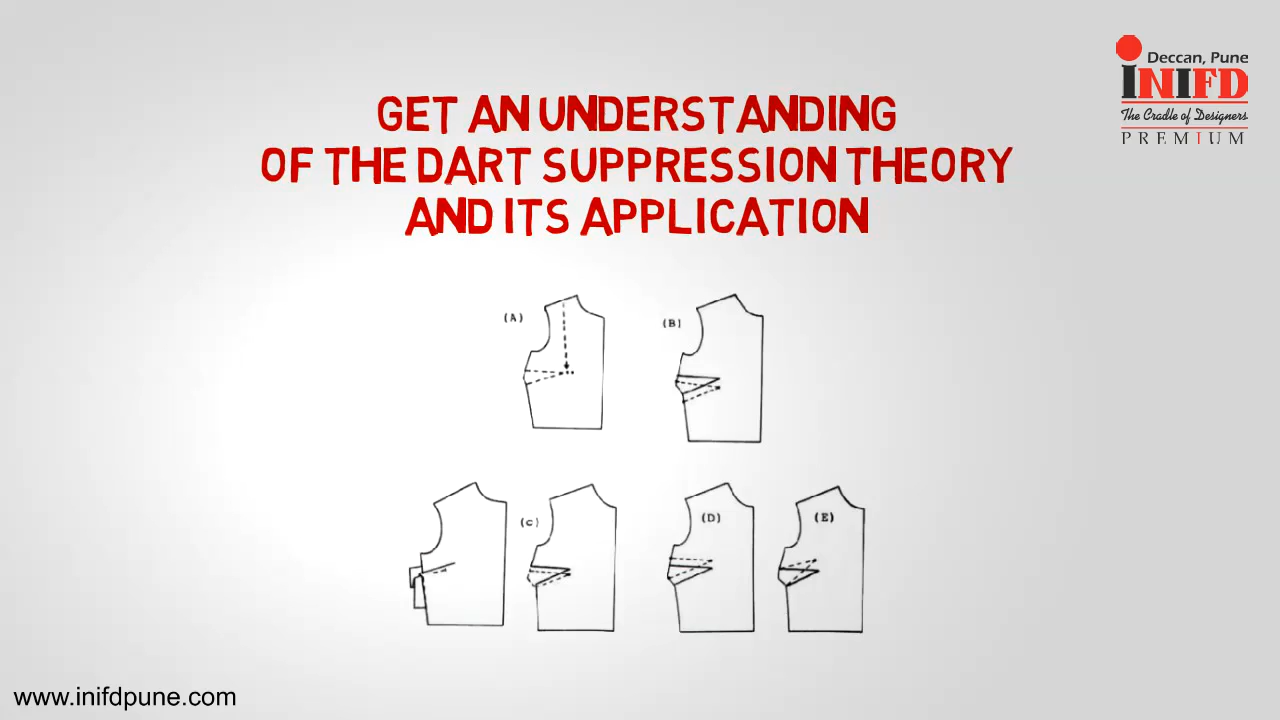 Deccan, Pune
INIFD
The Cradle of Designers
PREMIUM
GET AN UNDERSTANDING
OF THE DART SUPPRESSION THEORY
AND ITS APPLICATION
(A)
(B)
(C)
(D)
(E)
www.inifdpune.com